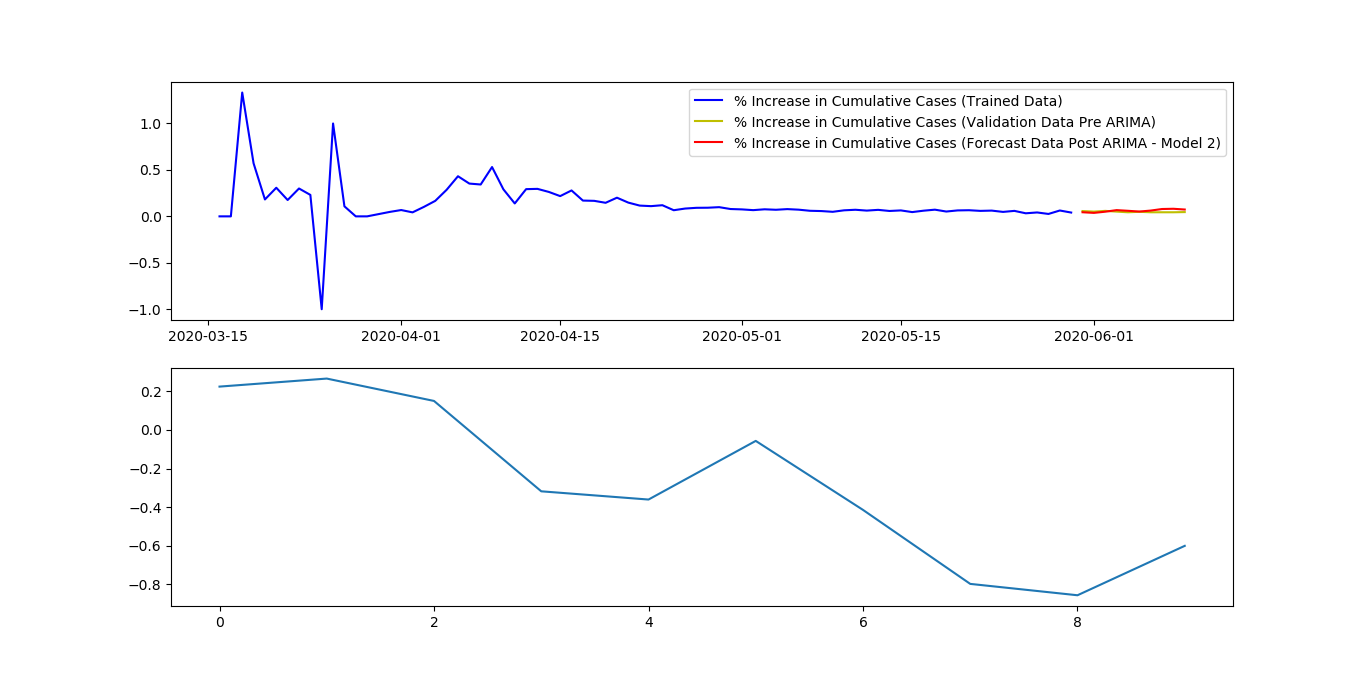 % Increase in Cumulative Cases (Trained Data)
% Increase in Cumulative Cases (Validation Data Pre ARIMA)
% Increase in Cumulative Cases (Forecast Data Post ARIMA - Model 2)
1.0
0.5
0.0
−0.5
−1.0
2020-03-15 2020-04-01 2020-04-15 2020-05-01 2020-05-15 2020-06-01
0.2
0.0
−0.2
−0.4
−0.6
−0.8
0 2 4 6 8